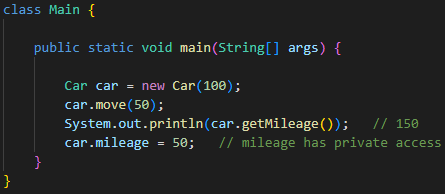 class Main {
public static void main(String[] args) {
Car car = new Car(100);
car.move(50);
System.out.println(car.getMileage());   // 150
car.mileage = 50;   // mileage has private access
}
}